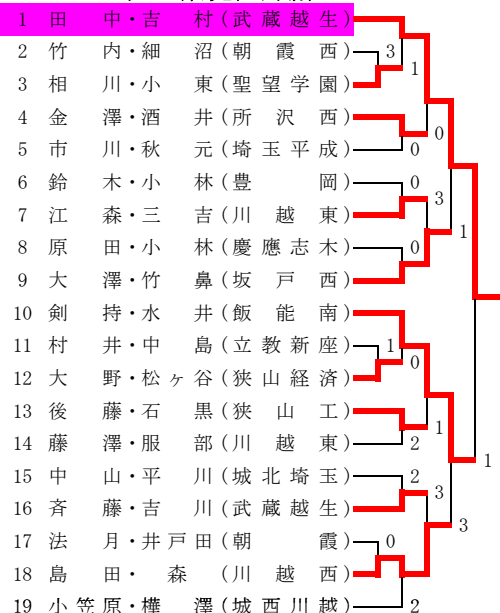 1 田 中・吉 村(武蔵越生)
2 竹 内・細 沼(朝 霞 西) 3
3 相 川・小 東(聖望学園) 1
4 金 澤・酒 井(所 沢 西) 0
5 市 川・秋 元(埼玉平成) 0
6 鈴 木・小 林(豊 岡) 0
7 江 森・三 吉(川 越 東) 3
1
8 原 田・小 林(慶應志木) 0
9 大 澤・竹 鼻(坂 戸 西)
10 剣 持・水 井(飯 能 南)
11 村 井・中 島(立教新座) 1
12 大 野・松ヶ谷(狭山経済) 0
13 後 藤・石 黒(狭 山 工) 1
14 藤 澤・服 部(川 越 東) 2
1
15 中 山・平 川(城北埼玉) 2
16 斉 藤・吉 川(武蔵越生) 3
17 法 月・井戸田(朝 霞) 0
3
18 島 田・ 森 (川 越 西)
19 小笠原・樺 澤(城西川越) 2